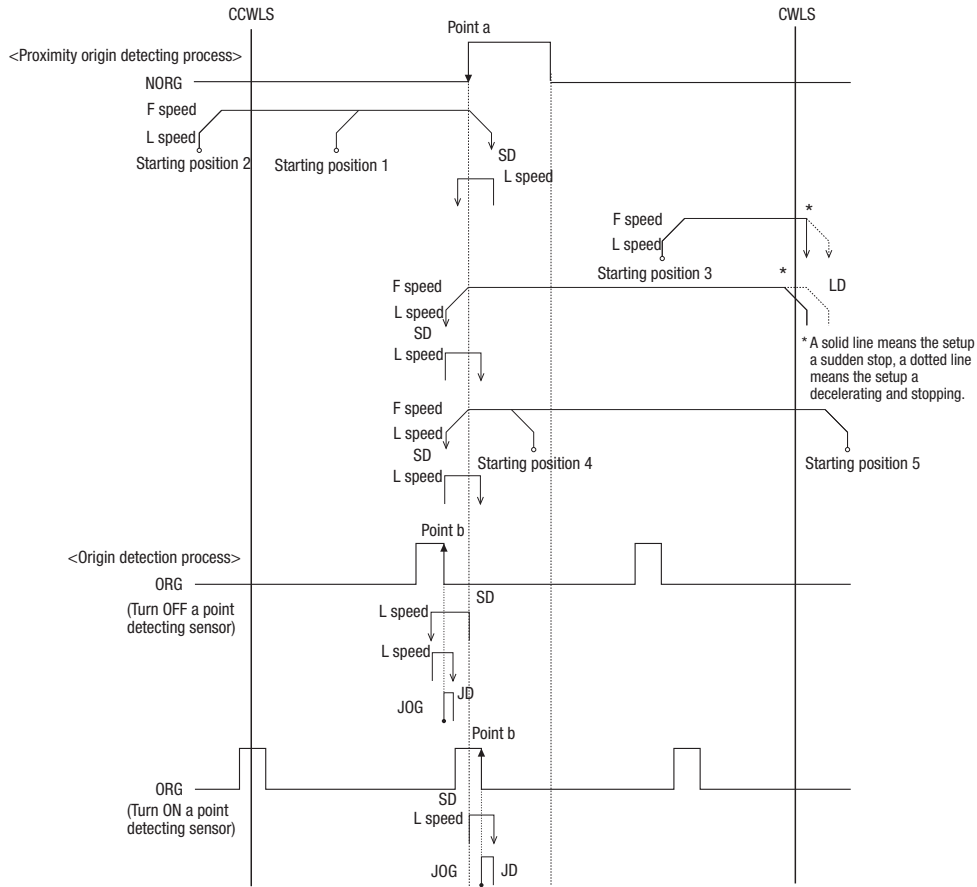 CCWLS
CWLS
Point a
<Proximity origin detecting process>
NORG
F speed
L speed
SD
Starting position 2
Starting position 1
L speed
*
F speed
L speed
Starting position 3
*
F speed
LD
L speed
SD
L speed
* A solid line means the setup
a sudden stop, a dotted line
means the setup a
decelerating and stopping.
F speed
L speed
SD
Starting position 4
Starting position 5
L speed
Point b
<Origin detection process>
ORG
SD
(Turn OFF a point
detecting sensor)
L speed
L speed
JD
JOG
Point b
ORG
SD
(Turn ON a point
detecting sensor)
L speed
JOG
JD